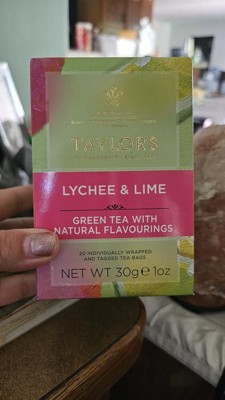 TAYLORS
LYCHEE & LIME
GREEN TEA WITH
NATURAL FLAVOURINGS
20 INDIVIDUALLY WRAPPED
AND TAGGED TEA BAGS
NET WT 30g e 1oz